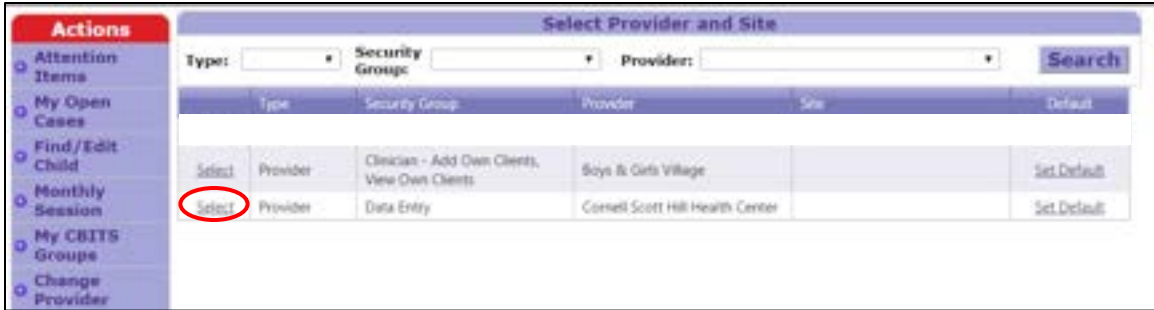 Actions
Attention
Items
My Open
Cases
Find/Edit
Child
Monthly
Session
My CBITS
Groups
Change
Provider
Select Provider and Site
Type:
Security
Group:
Provider:
Search
Type Security Group Provider Site Default
Select Provider Clinician - Add Own Clients,
View Own Clients Boys & Girls Village Set Default
Select Provider Data Entry Cornell Scott Hill Health Center Set Default